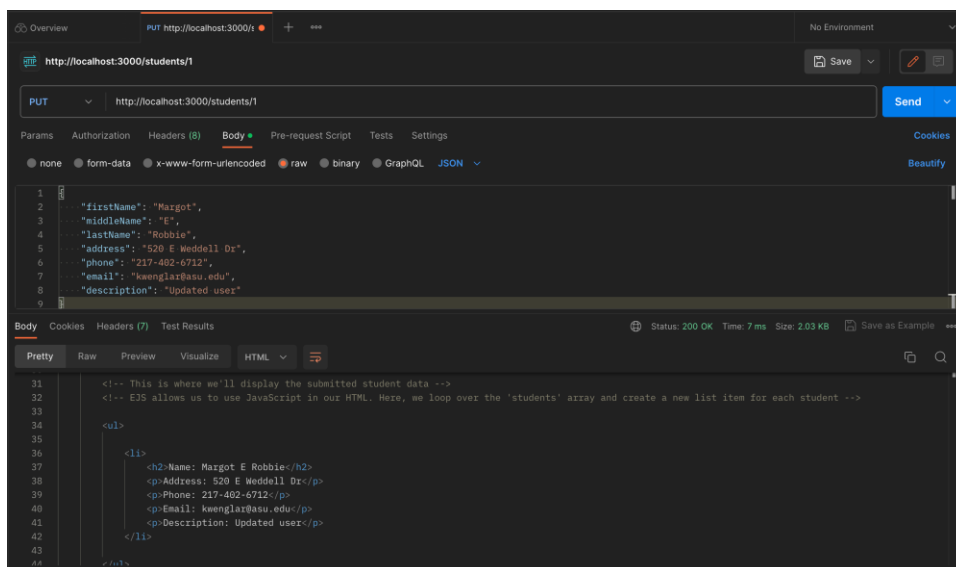 Overview
PUT http://localhost:3000/s
No Environment
HTTP http://localhost:3000/students/1
Save
PUT http://localhost:3000/students/1
Send
Params Authorization Headers (8) Body Pre-request Script Tests Settings
Cookies
none form-data x-www-form-urlencoded raw binary GraphQL JSON
Beautify
1 {
2 "firstName": "Margot",
3 "middleName": "E",
4 "lastName": "Robbie",
5 "address": "520 E Weddell Dr",
6 "phone": "217-402-6712",
7 "email": "kwenglar@asu.edu",
8 "description": "Updated user"
9 }
Body Cookies Headers (7) Test Results
Status: 200 OK Time: 7 ms Size: 2.03 KB Save as Example
Pretty Raw Preview Visualize HTML
31 <!-- This is where we'll display the submitted student data -->
32 <!-- EJS allows us to use JavaScript in our HTML. Here, we loop over the 'students' array and create a new list item for each student -->
33
34 <ul>
35
36 <li>
37 <h2>Name: Margot E Robbie</h2>
38 <p>Address: 520 E Weddell Dr</p>
39 <p>Phone: 217-402-6712</p>
40 <p>Email: kwenglar@asu.edu</p>
41 <p>Description: Updated user</p>
42 </li>
43
44 </ul>